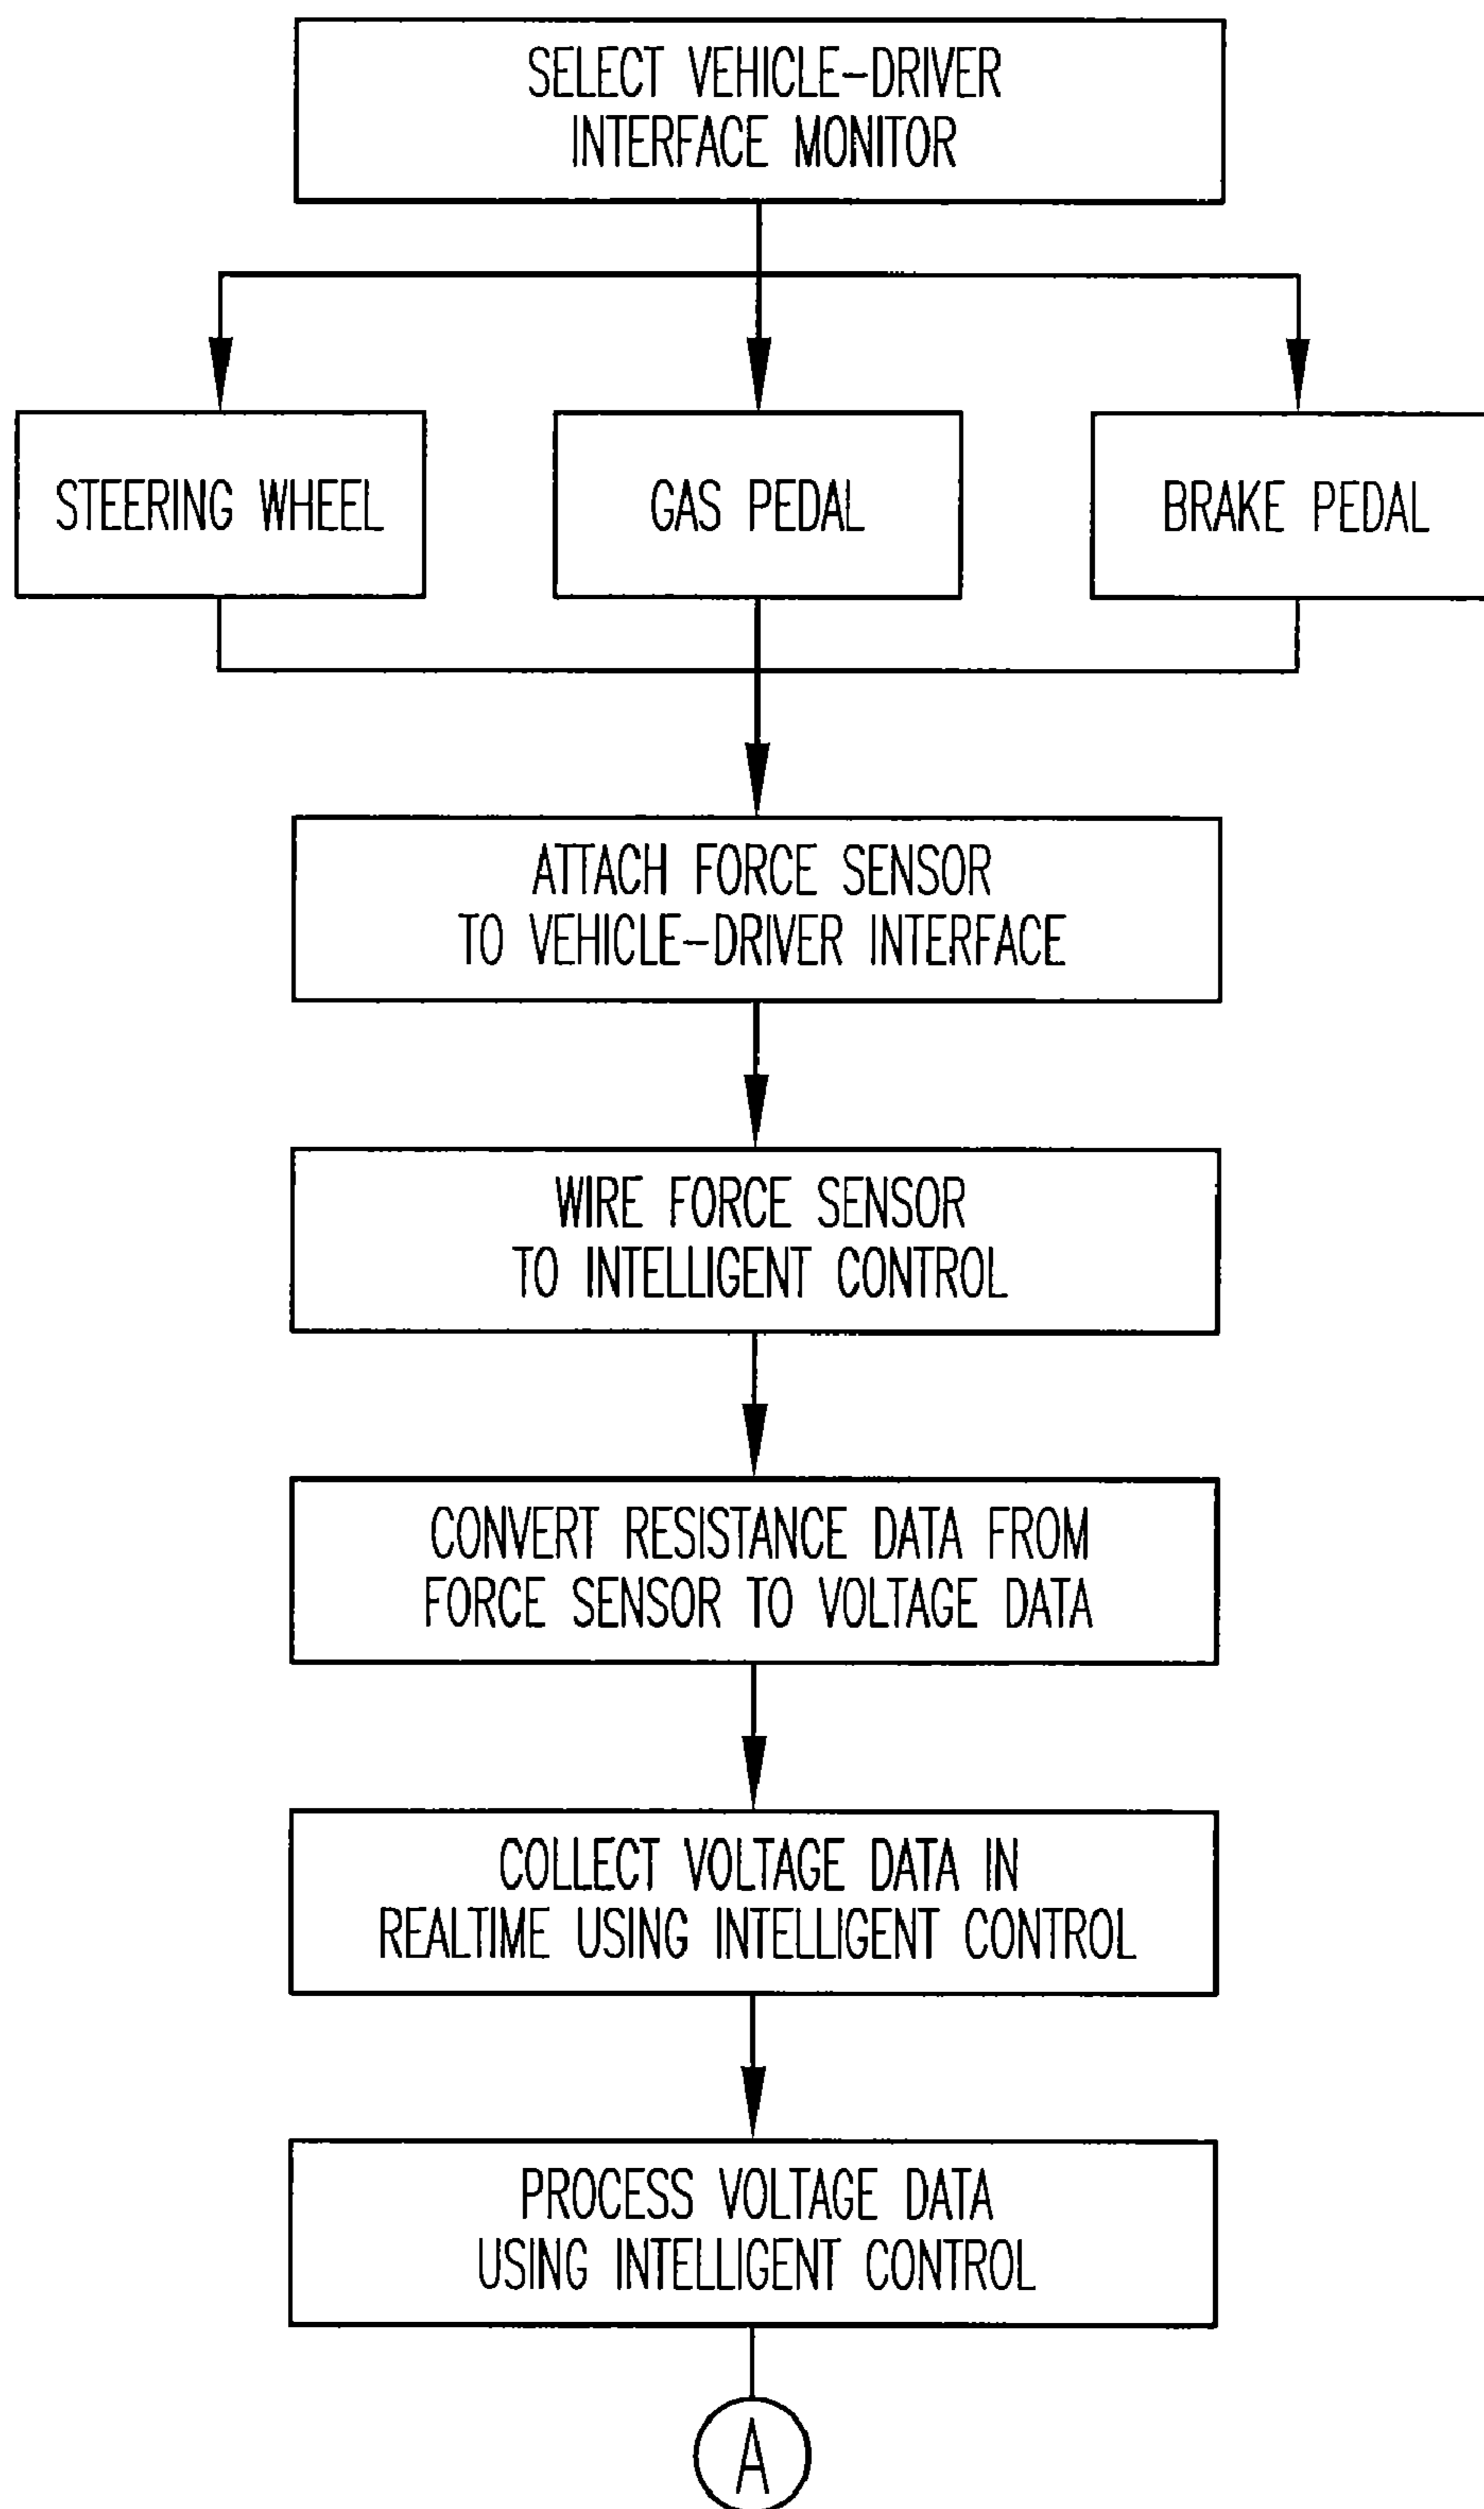 SELECT VEHICLE-DRIVER
INTERFACE MONITOR
STEERING WHEEL
GAS PEDAL
BRAKE PEDAL
ATTACH FORCE SENSOR
TO VEHICLE-DRIVER INTERFACE
WIRE FORCE SENSOR
TO INTELLIGENT CONTROL
CONVERT RESISTANCE DATA FROM
FORCE SENSOR TO VOLTAGE DATA
COLLECT VOLTAGE DATA IN
REALTIME USING INTELLIGENT CONTROL
PROCESS VOLTAGE DATA
USING INTELLIGENT CONTROL
A